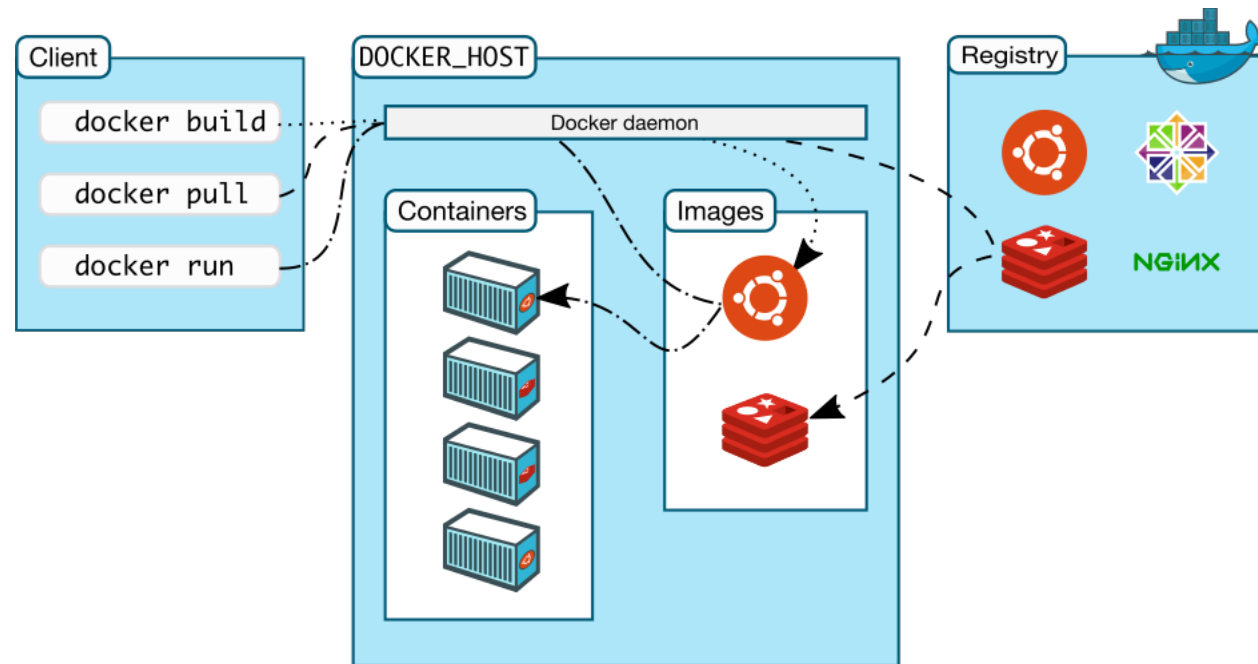 Client
docker build
docker pull
docker run
DOCKER_HOST
Docker daemon
Containers
Images
Registry
NGiNX